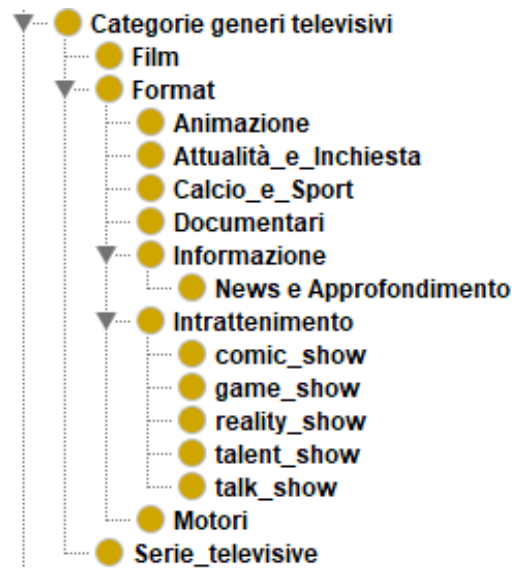 Categorie generi televisivi
Film
Format
Animazione
Attualità_e_Inchiesta
Calcio_e_Sport
Documentari
Informazione
News e Approfondimento
Intrattenimento
comic_show
game_show
reality_show
talent_show
talk_show
Motori
Serie_televisive